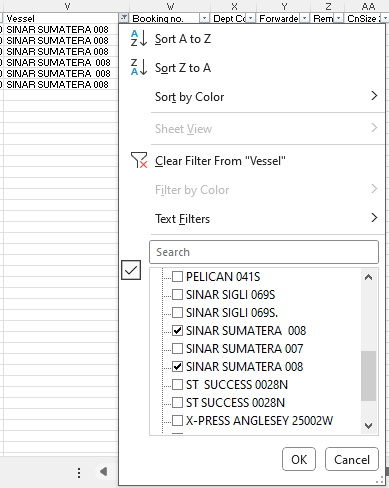 V W X Y Z AA
Vessel Booking no. Dept Co Forwarde Rem CnSize
SINAR SUMATERA 008
SINAR SUMATERA 008
SINAR SUMATERA 008
SINAR SUMATERA  008
SINAR SUMATERA 008
SINAR SUMATERA 008
Sort A to Z
Sort Z to A
Sort by Color
Sheet View
Clear Filter From "Vessel"
Filter by Color
Text Filters
Search
PELICAN 041S
SINAR SIGLI 069S
SINAR SIGLI 069S.
SINAR SUMATERA  008
SINAR SUMATERA 007
SINAR SUMATERA 008
ST  SUCCESS 0028N
ST SUCCESS 0028N
X-PRESS ANGLESEY 25002W
OK Cancel